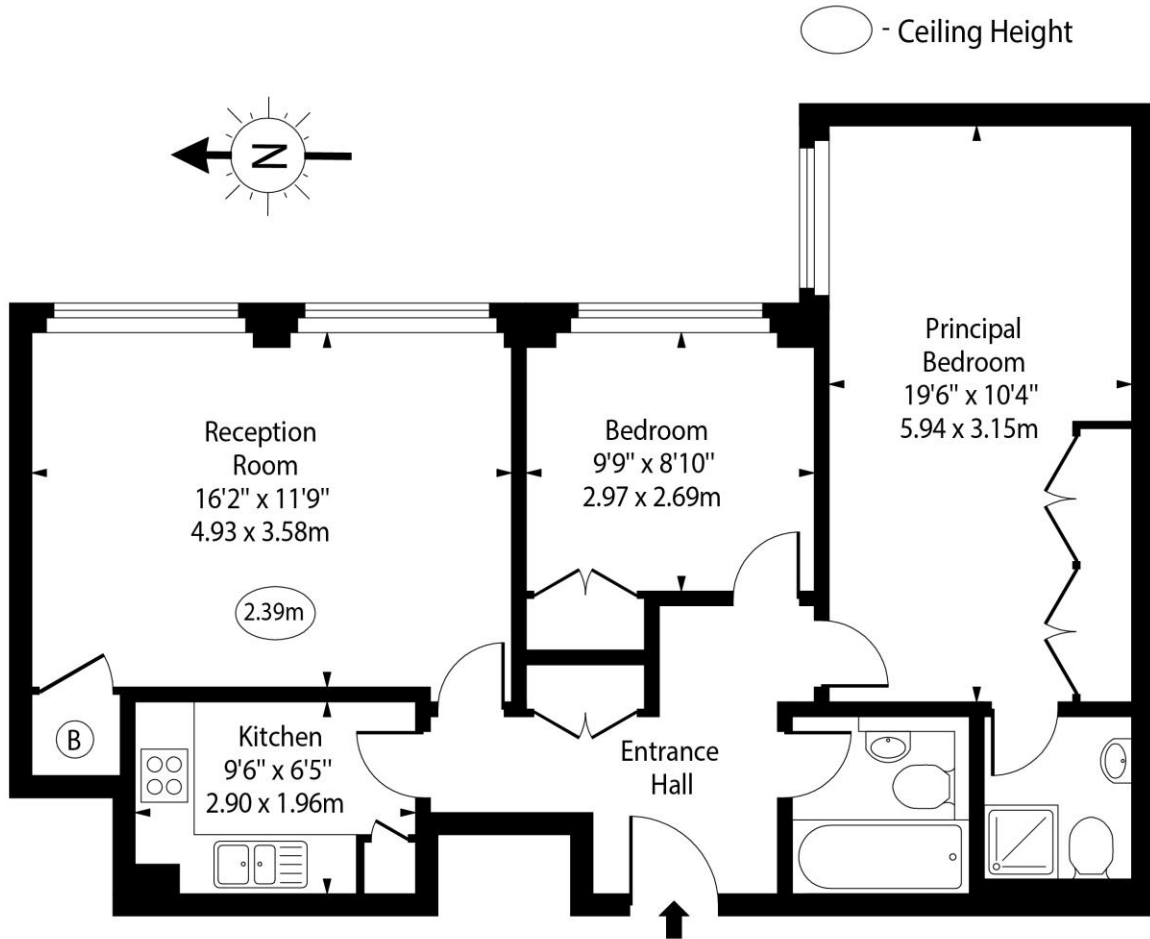 - Ceiling Height
N
Principal
Bedroom
19'6" x 10'4"
5.94 x 3.15m
Reception
Room
16'2" x 11'9"
4.93 x 3.58m
Bedroom
9'9" x 8'10"
2.97 x 2.69m
2.39m
B
Kitchen
9'6" x 6'5"
2.90 x 1.96m
Entrance
Hall